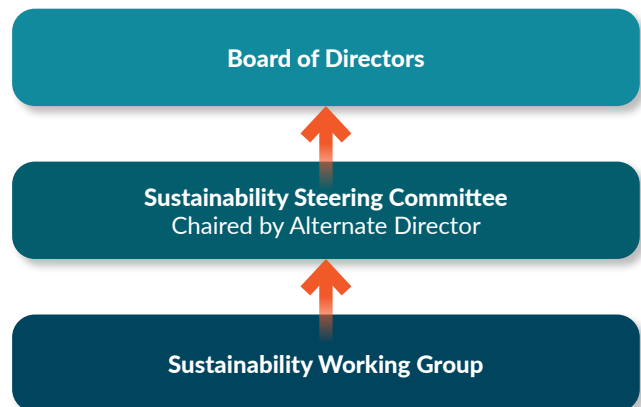 Board of Directors
Sustainability Steering Committee
Chaired by Alternate Director
Sustainability Working Group